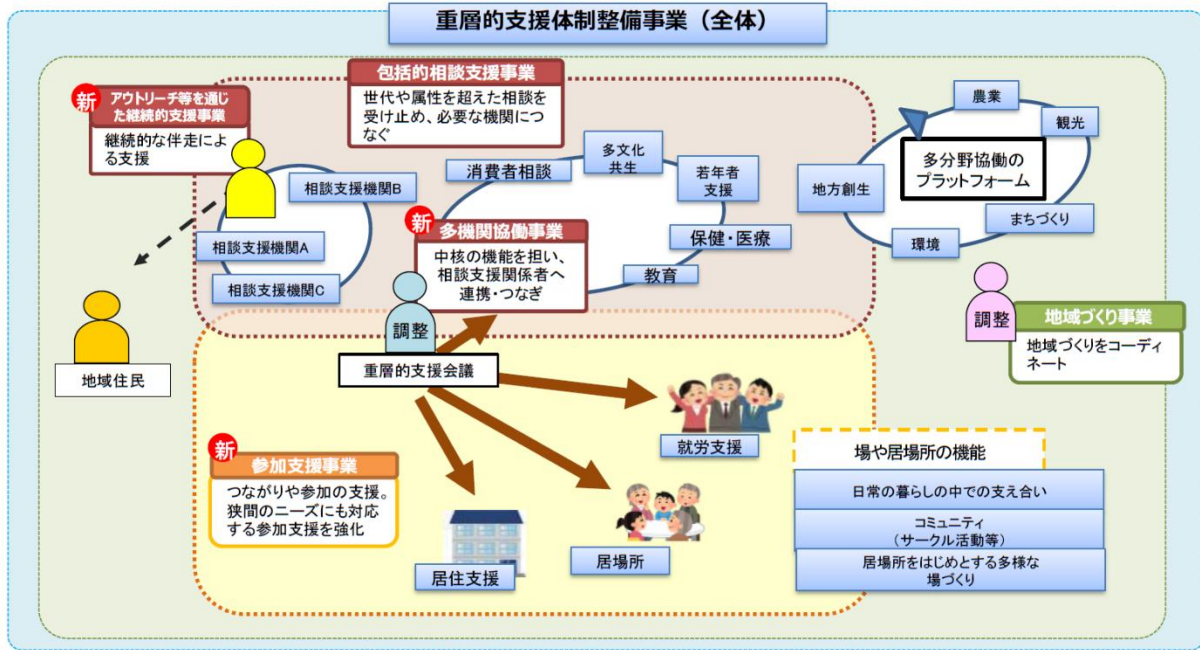 重層的支援体制整備事業（全体）
新
アウトリーチ等を通じ
た継続的支援事業
継続的な伴走によ
る支援
包括的相談支援事業
世代や属性を超えた相談を
受け止め、必要な機関につ
なぐ
相談支援機関B
相談支援機関A
相談支援機関C
消費者相談
多文化
共生
若年者
支援
保健・医療
教育
新
多機関協働事業
中核の機能を担い、
相談支援関係者へ
連携・つなぎ
農業
観光
多分野協働の
プラットフォーム
地方創生
まちづくり
環境
調整
地域づくり事業
地域づくりをコーディ
ネート
地域住民
調整
重層的支援会議
就労支援
新
参加支援事業
つながりや参加の支援。
狭間のニーズにも対応
する参加支援を強化
居住支援
居場所
場や居場所の機能
日常の暮らしの中での支え合い
コミュニティ
（サークル活動等）
居場所をはじめとする多様な
場づくり